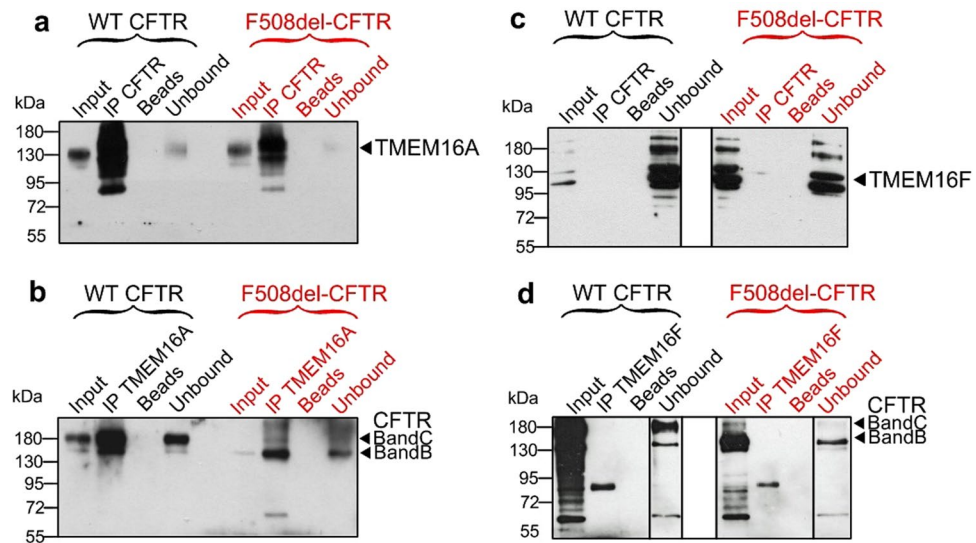 a
WT CFTR
F508del-CFTR
Input
IP CFTR
Beads
Unbound
Input
IP CFTR
Beads
Unbound
kDa
180
130
95
72
55
TMEM16A
c
WT CFTR
F508del-CFTR
Input
IP CFTR
Beads
Unbound
Input
IP CFTR
Beads
Unbound
kDa
180
130
95
72
55
TMEM16F
b
WT CFTR
F508del-CFTR
Input
IP TMEM16A
Beads
Unbound
Input
IP TMEM16A
Beads
Unbound
kDa
180
130
95
72
55
CFTR
BandC
BandB
d
WT CFTR
F508del-CFTR
Input
IP TMEM16F
Beads
Unbound
Input
IP TMEM16F
Beads
Unbound
kDa
180
130
95
72
55
CFTR
BandC
BandB